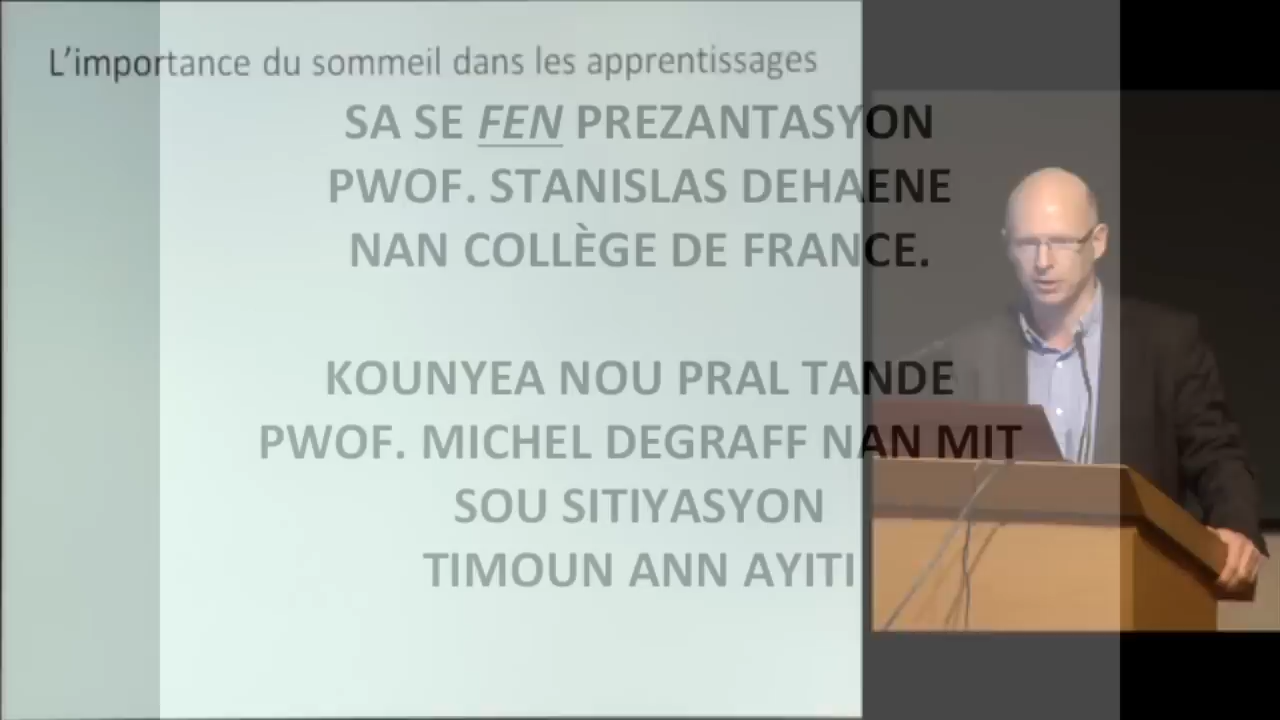 L'importance du sommeil dans les apprentissages
SA SE FEN PREZANTASYON
PWOF. STANISLAS DEHAENE
NAN COLLÈGE DE FRANCE.
KOUNYEA NOU PRAL TANDE
PWOF. MICHEL DEGRAFF NAN MIT
SOU SITIYASYON
TIMOUN ANN AYITI